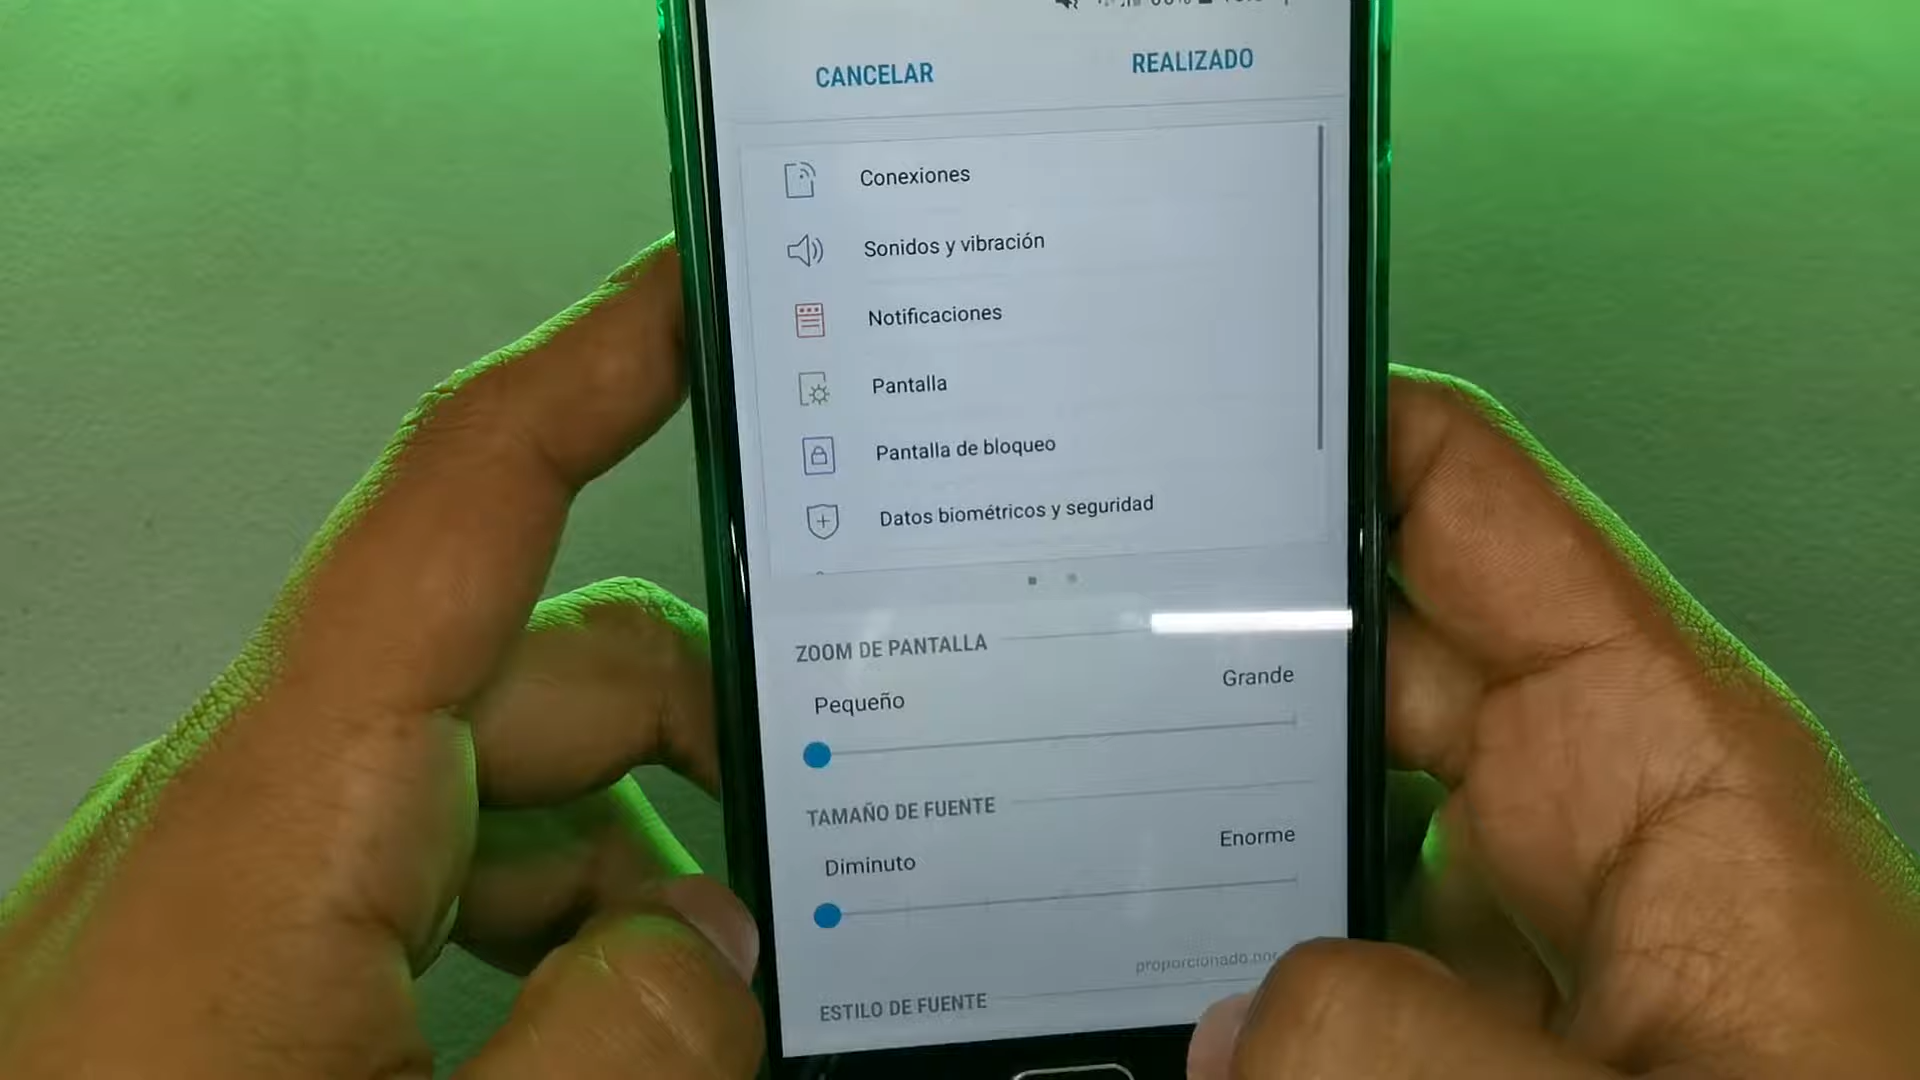 CANCELAR REALIZADO
Conexiones
Sonidos y vibración
Notificaciones
Pantalla
Pantalla de bloqueo
Datos biométricos y seguridad
ZOOM DE PANTALLA
Pequeño Grande
TAMAÑO DE FUENTE
Diminuto Enorme
proporcionado por
ESTILO DE FUENTE